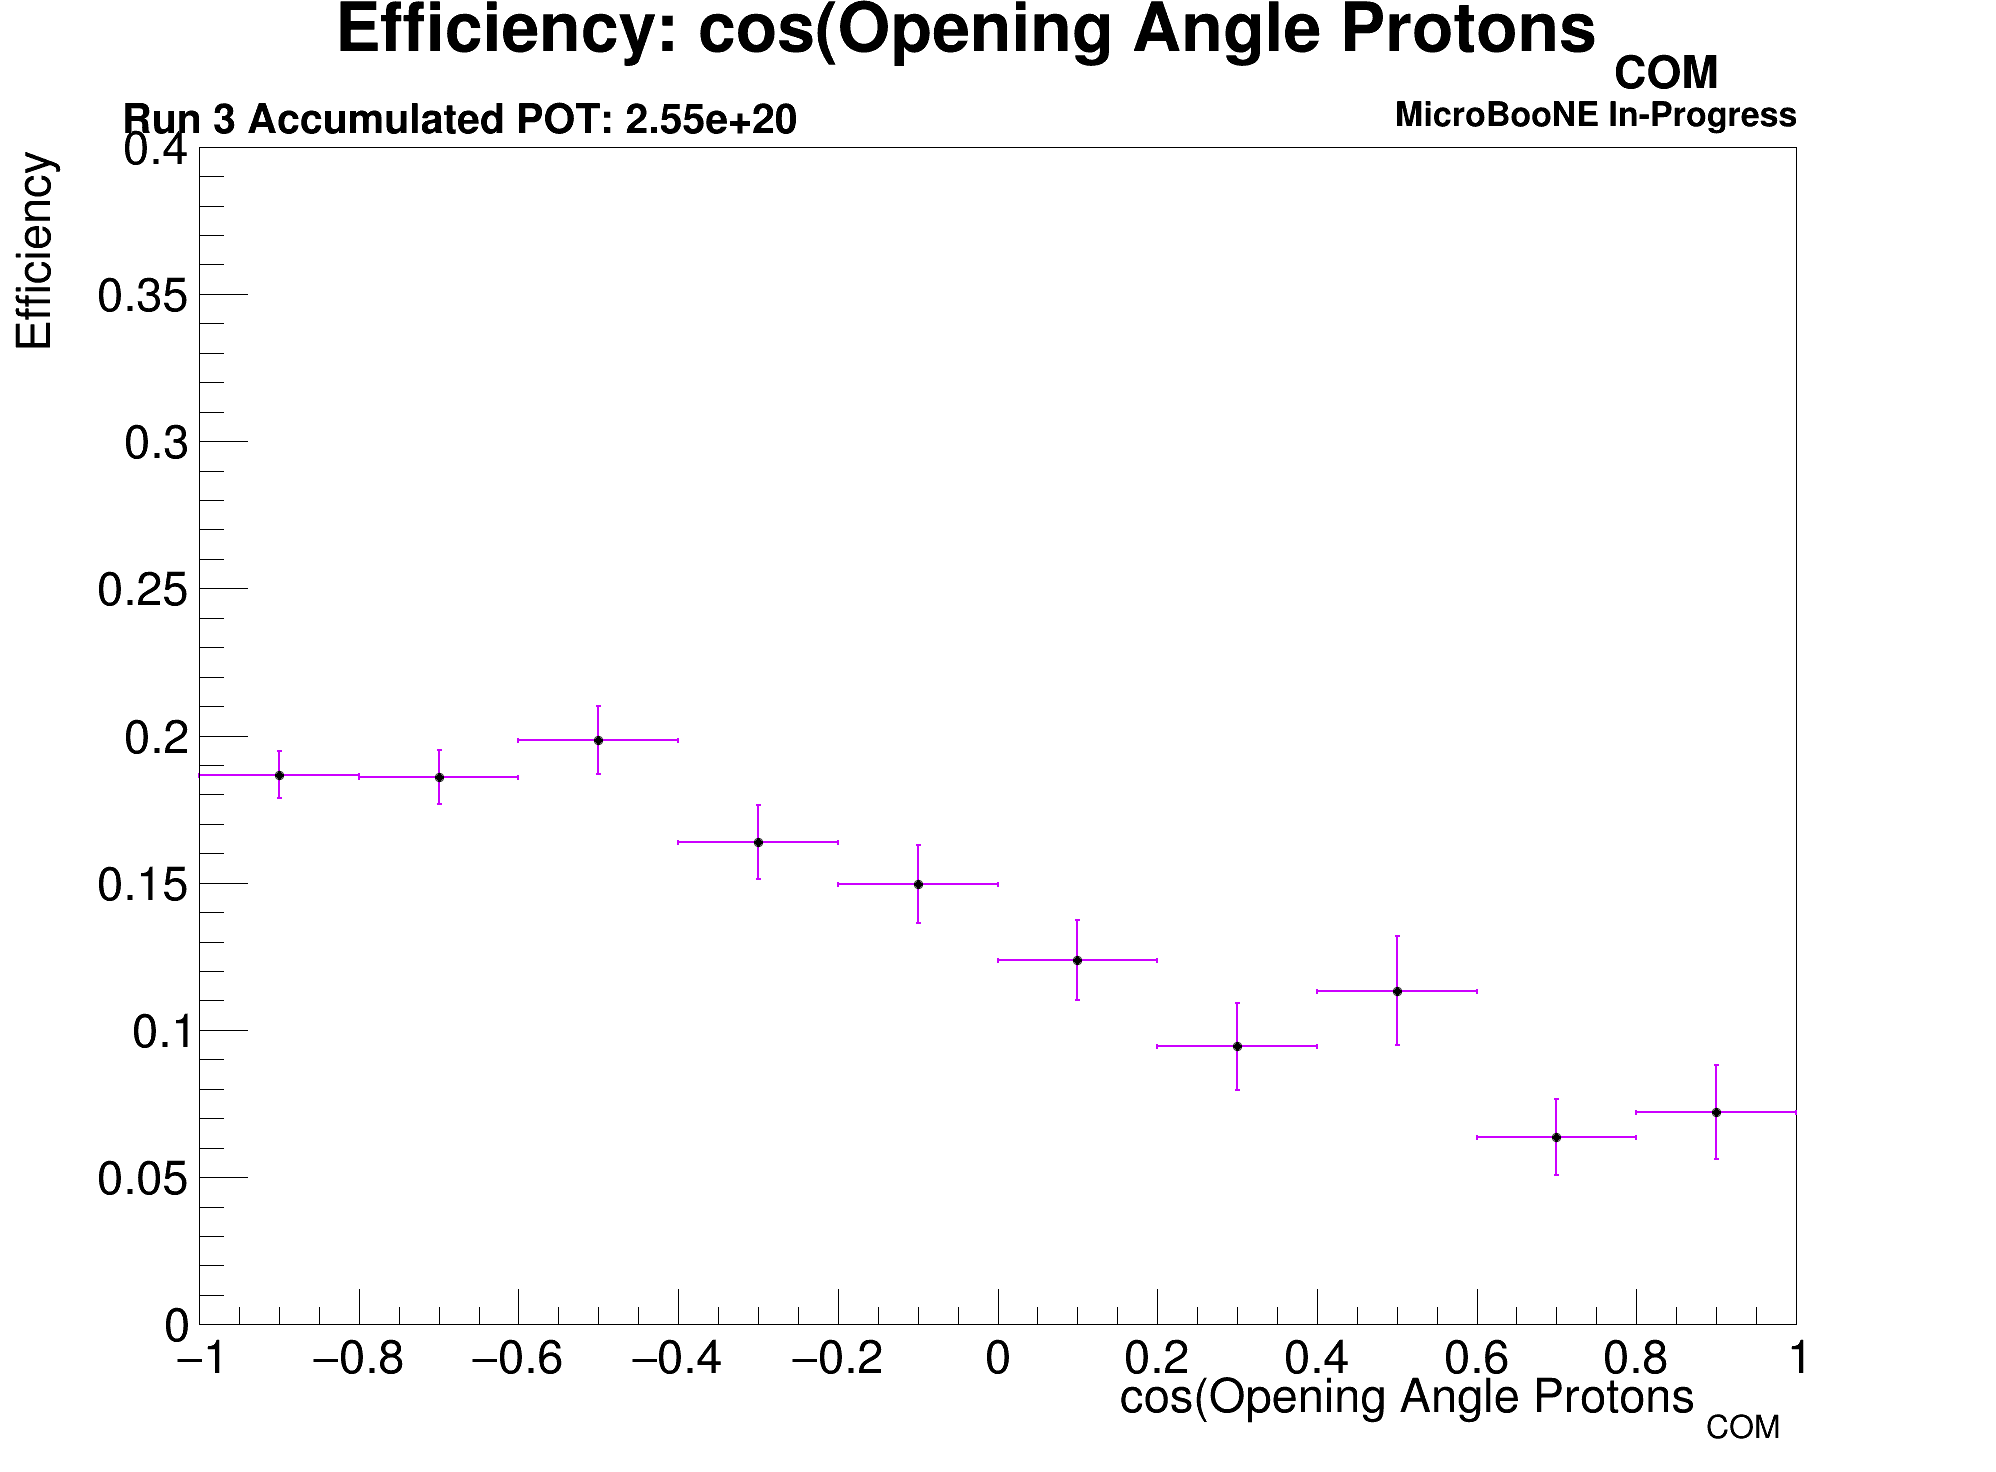 Efficiency: cos(Opening Angle Protons COM
Run 3 Accumulated POT: 2.55e+20
MicroBooNE In-Progress
Efficiency
0.4
0.35
0.3
0.25
0.2
0.15
0.1
0.05
0
−1 −0.8 −0.6 −0.4 −0.2 0 0.2 0.4 0.6 0.8 1
cos(Opening Angle Protons COM